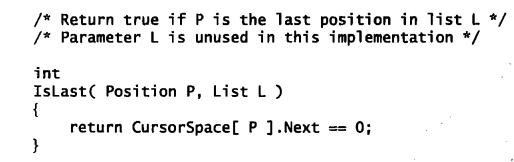 /* Return true if P is the last position in list L */
/* Parameter L is unused in this implementation */
int
IsLast( Position P, List L )
{
return CursorSpace[ P ].Next == 0;
}